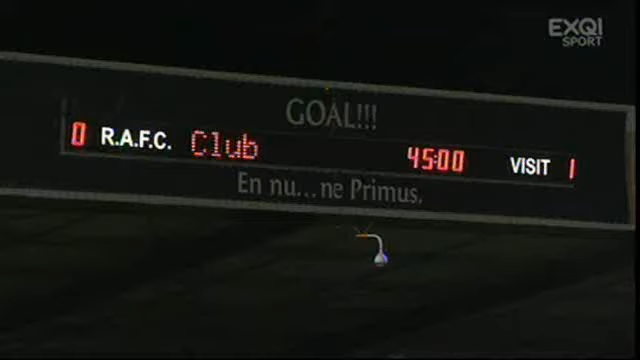 EXQI
SPORT
GOAL!!!
0 R.A.F.C. Club 45:00 VISIT 1
En nu... ne Primus.